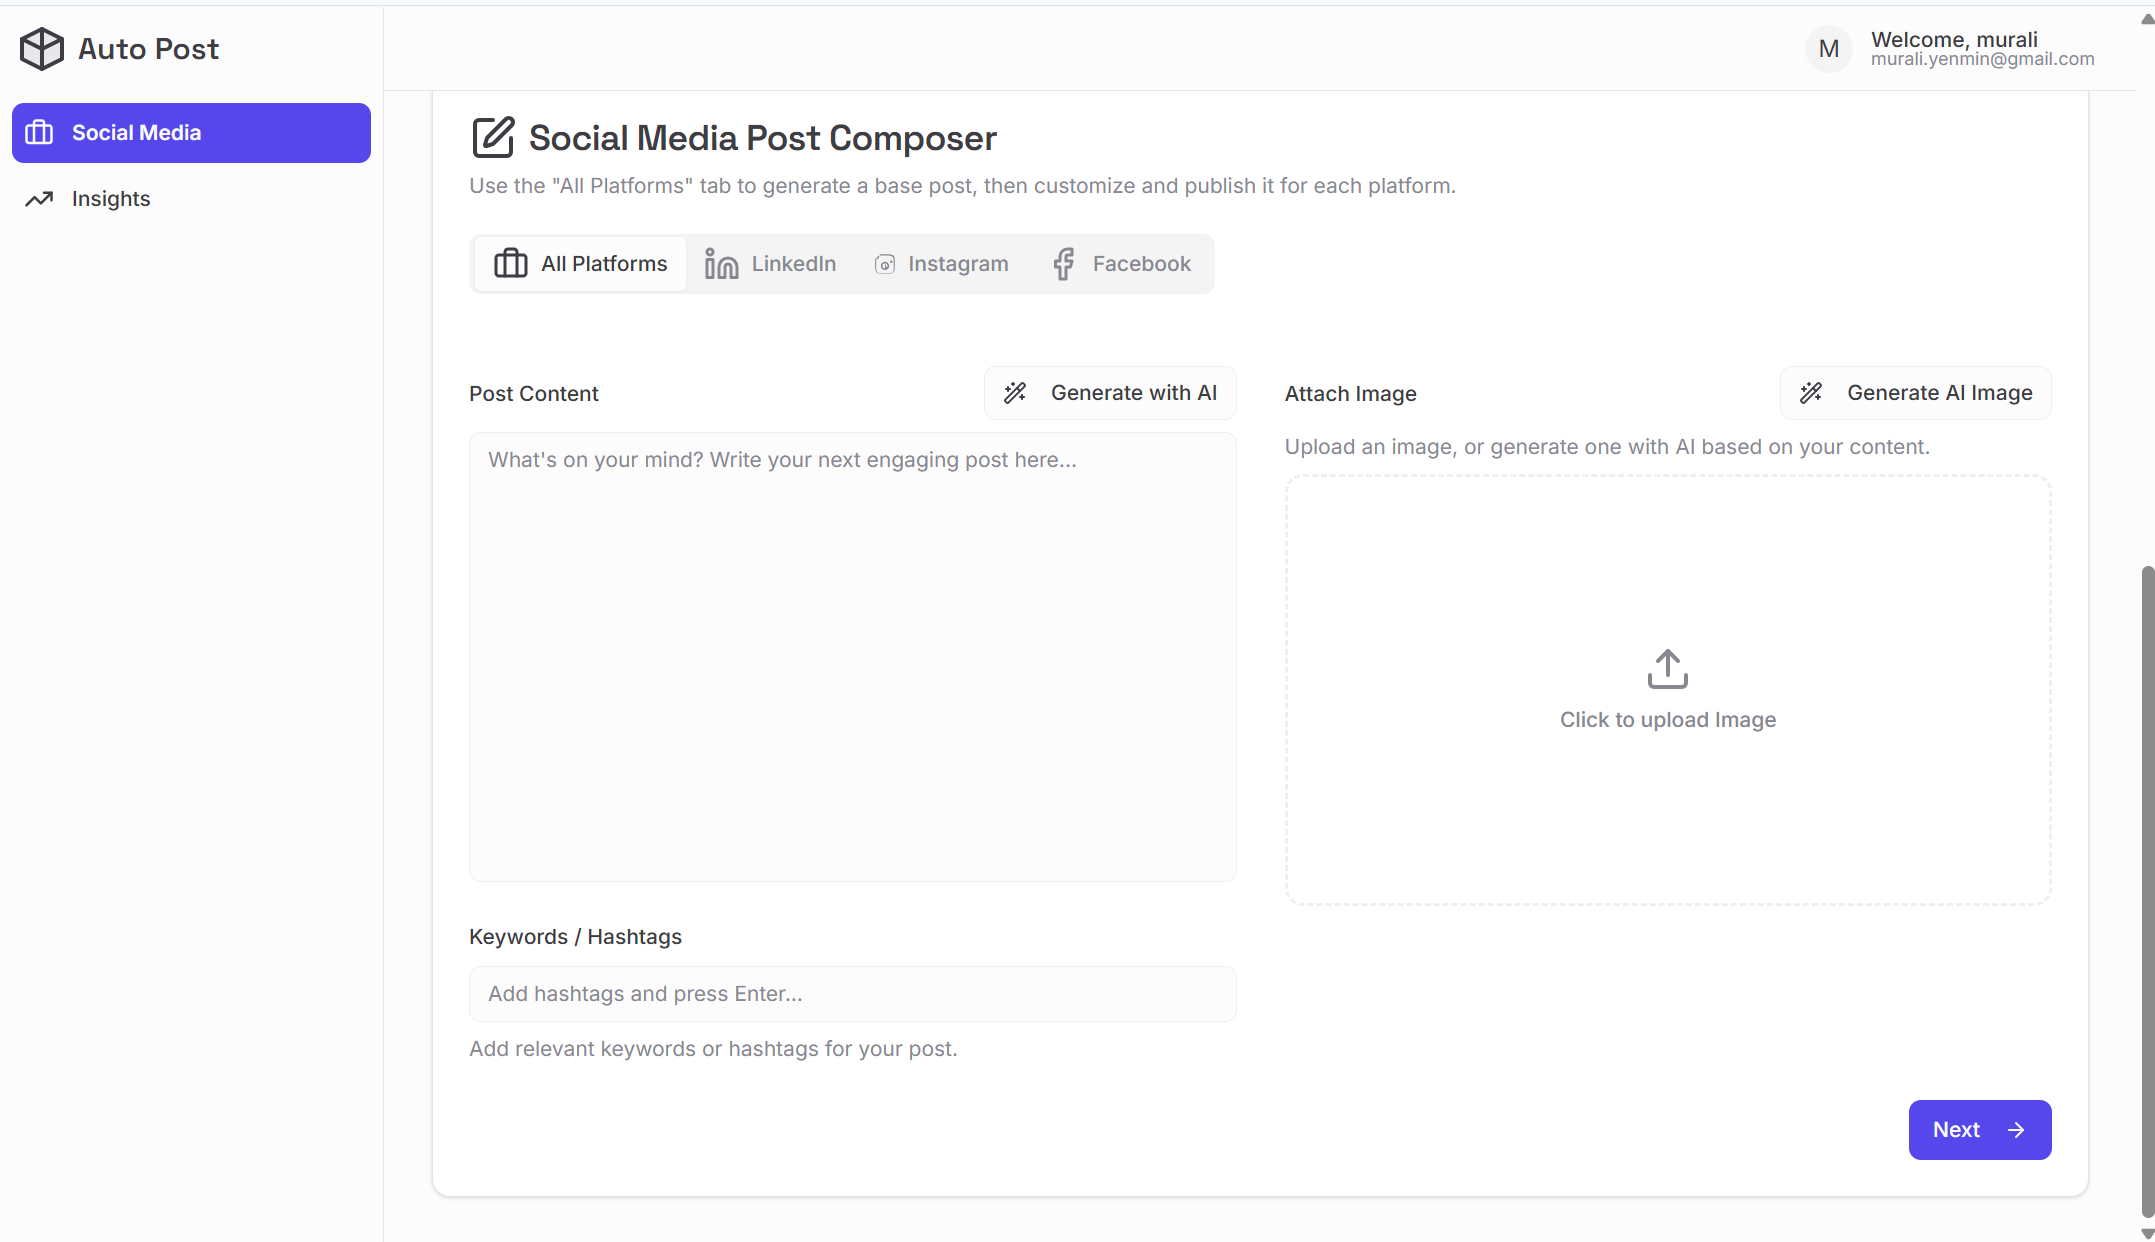 Auto Post
M
Welcome, murali
murali.yenmin@gmail.com
Social Media
Insights
Social Media Post Composer
Use the "All Platforms" tab to generate a base post, then customize and publish it for each platform.
All Platforms
LinkedIn
Instagram
Facebook
Post Content
Generate with AI
What's on your mind? Write your next engaging post here...
Keywords / Hashtags
Add hashtags and press Enter...
Add relevant keywords or hashtags for your post.
Attach Image
Generate AI Image
Upload an image, or generate one with AI based on your content.
Click to upload Image
Next